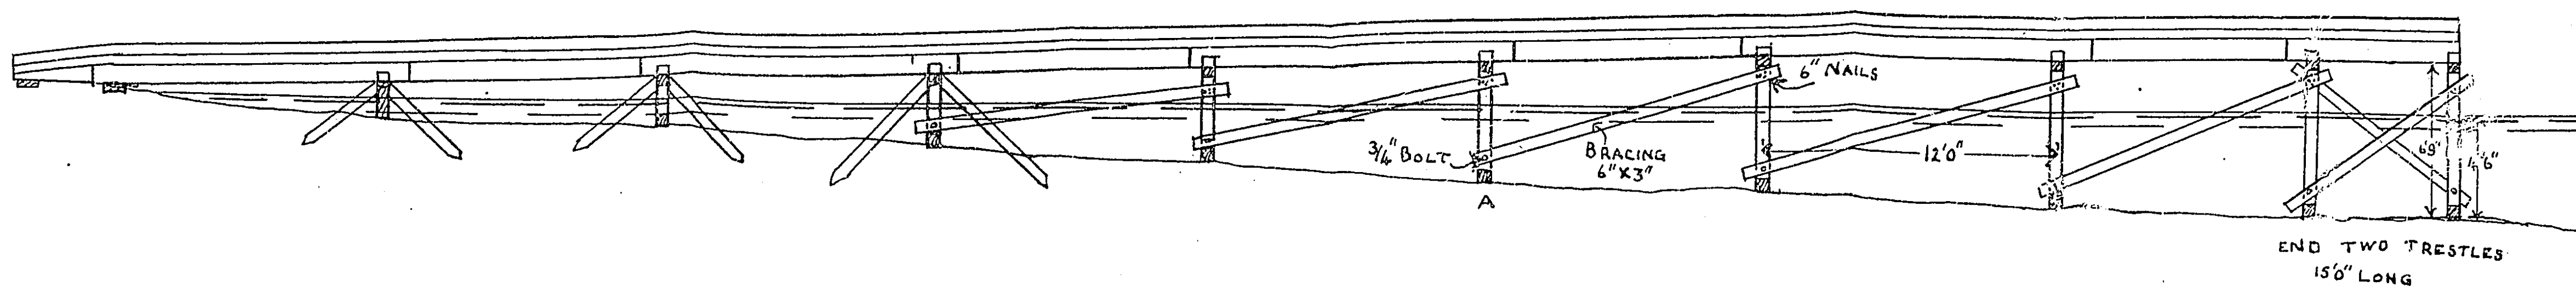 6" NAILS
3/4" BOLT
BRACING
6"X3"
12'0"
6'9"
4'6"
A
END TWO TRESTLES
15'0" LONG